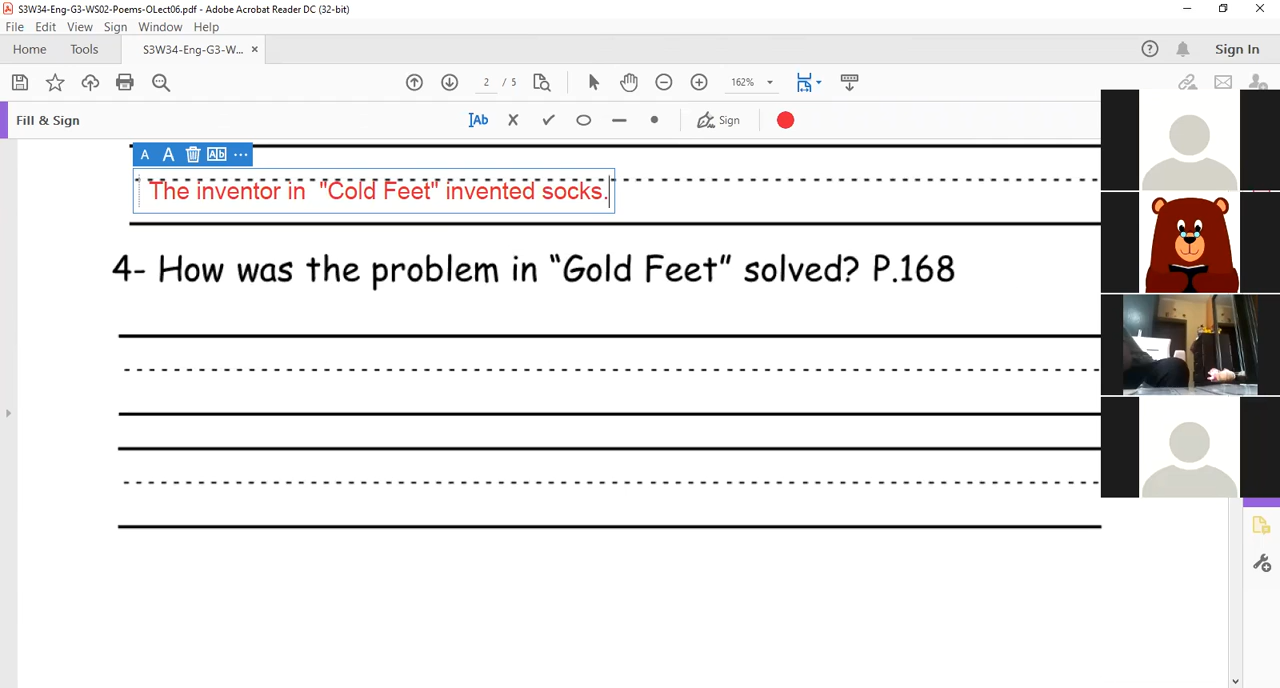 S3W34-Eng-G3-WS02-Poems-OLect06.pdf - Adobe Acrobat Reader DC (32-bit)
File Edit View Sign Window Help
Home Tools S3W34-Eng-G3-W... × Sign In
2 / 5 162%
Fill & Sign Ab Sign
A A Ab ...
The inventor in "Cold Feet" invented socks.
4- How was the problem in “Gold Feet” solved? P.168